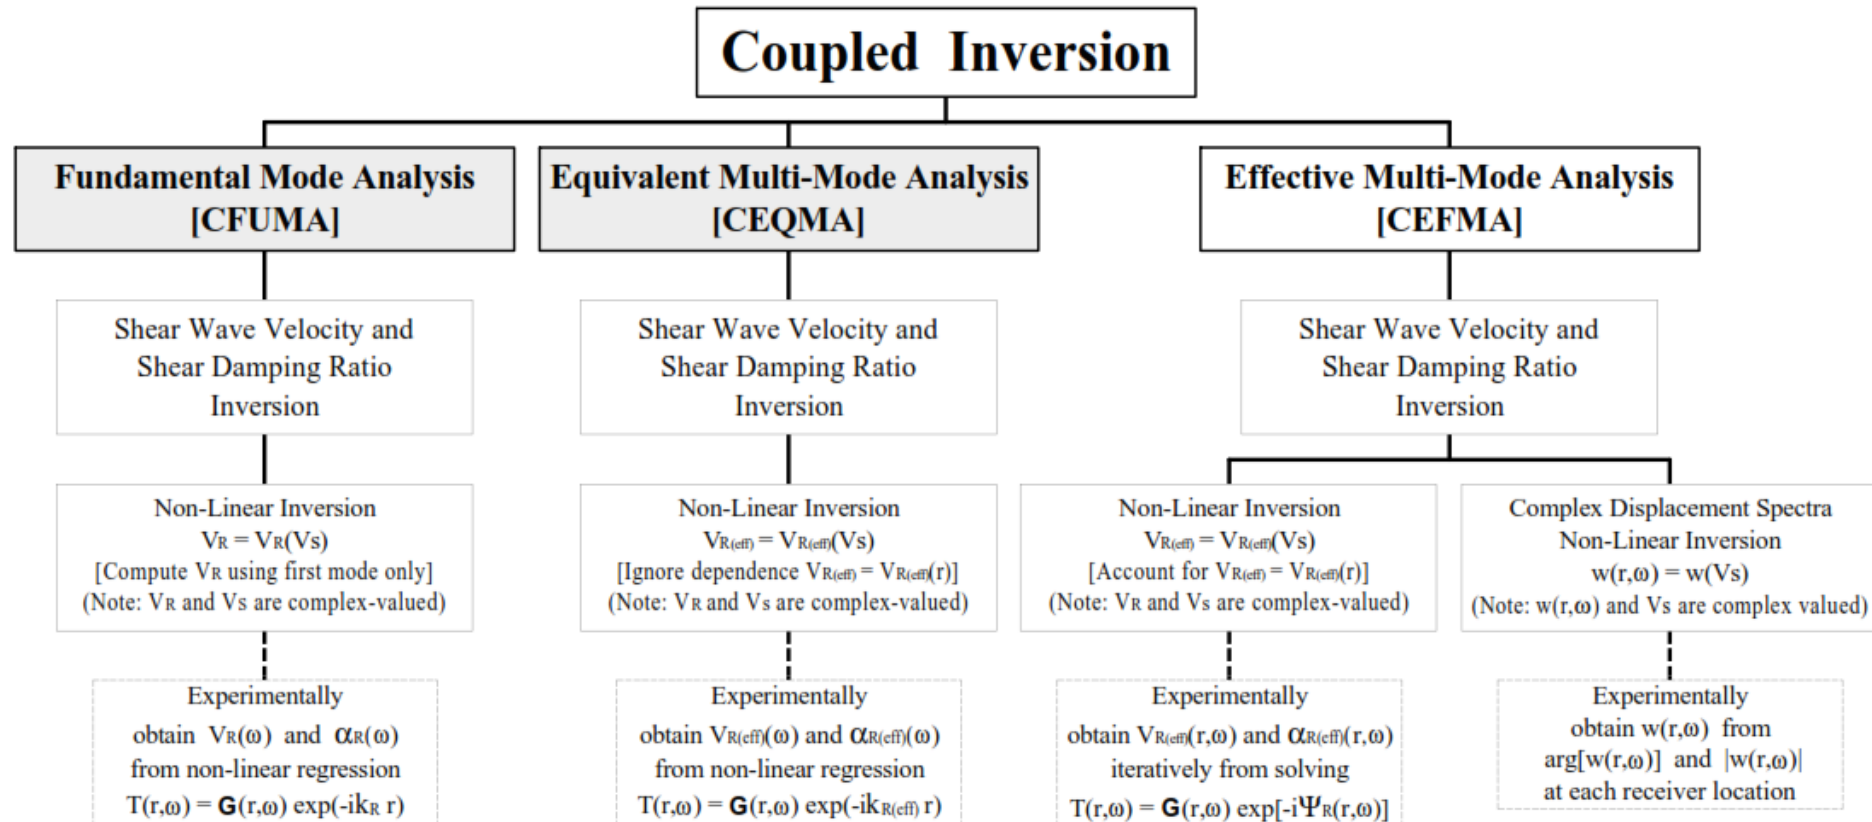 Coupled Inversion
Fundamental Mode Analysis
[CFUMA]
Equivalent Multi-Mode Analysis
[CEQMA]
Effective Multi-Mode Analysis
[CEFMA]
Shear Wave Velocity and
Shear Damping Ratio
Inversion
Shear Wave Velocity and
Shear Damping Ratio
Inversion
Shear Wave Velocity and
Shear Damping Ratio
Inversion
Non-Linear Inversion
VR = VR(Vs)
[Compute VR using first mode only]
(Note: VR and Vs are complex-valued)
Non-Linear Inversion
VR(eff) = VR(eff)(Vs)
[Ignore dependence VR(eff) = VR(eff)(r)]
(Note: VR and Vs are complex-valued)
Non-Linear Inversion
VR(eff) = VR(eff)(Vs)
[Account for VR(eff) = VR(eff)(r)]
(Note: VR and Vs are complex-valued)
Complex Displacement Spectra
Non-Linear Inversion
w(r,ω) = w(Vs)
(Note: w(r,ω) and Vs are complex valued)
Experimentally
obtain VR(ω) and αR(ω)
from non-linear regression
T(r,ω) = G(r,ω) exp(-ikR r)
Experimentally
obtain VR(eff)(ω) and αR(eff)(ω)
from non-linear regression
T(r,ω) = G(r,ω) exp(-ikR(eff) r)
Experimentally
obtain VR(eff)(r,ω) and αR(eff)(r,ω)
iteratively from solving
T(r,ω) = G(r,ω) exp[-iΨR(r,ω)]
Experimentally
obtain w(r,ω) from
arg[w(r,ω)] and |w(r,ω)|
at each receiver location